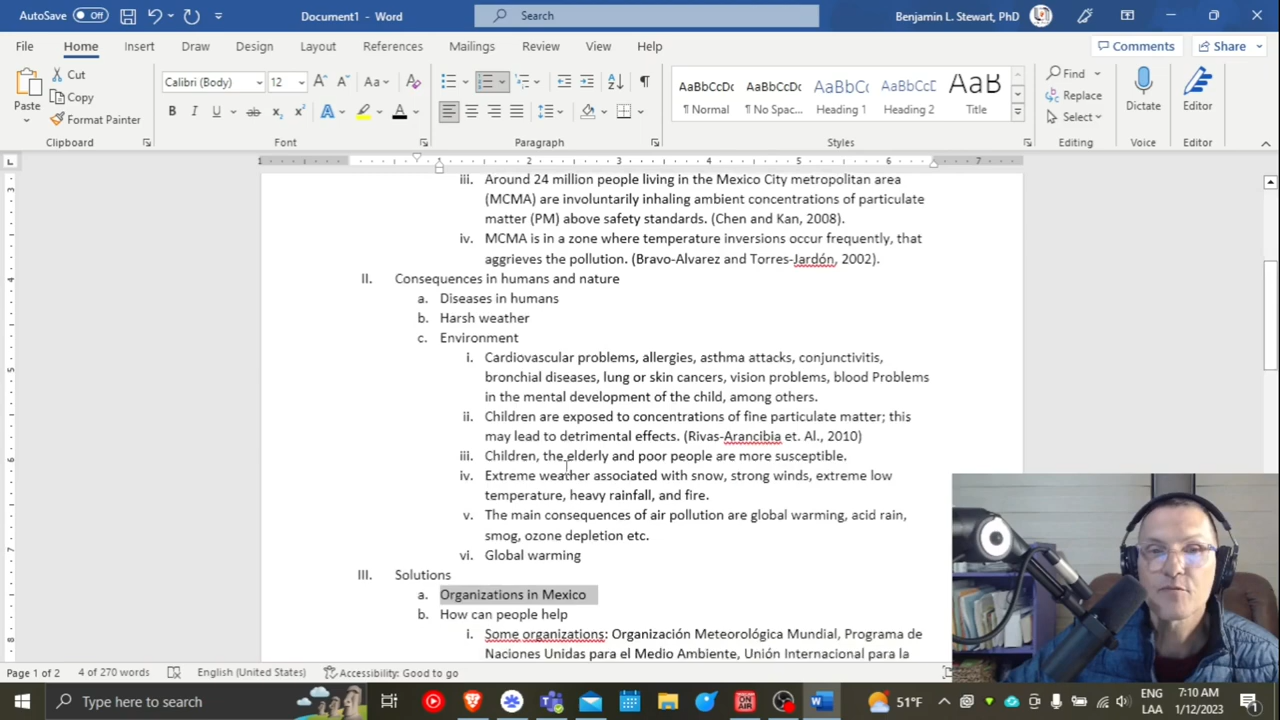 AutoSave Off Document1 - Word Search Benjamin L. Stewart, PhD
File Home Insert Draw Design Layout References Mailings Review View Help Comments Share
Paste Cut Copy Format Painter
Calibri (Body) 12
AaBbCcDc AaBbCcDc AaBbCc AaBbCcD AaB
¶ Normal ¶ No Spac... Heading 1 Heading 2 Title
Find Replace Select Dictate Editor
Clipboard Font Paragraph Styles Editing Voice Editor
1 1 2 3 4 5 6 7
iii. Around 24 million people living in the Mexico City metropolitan area
(MCMA) are involuntarily inhaling ambient concentrations of particulate
matter (PM) above safety standards. (Chen and Kan, 2008).
iv. MCMA is in a zone where temperature inversions occur frequently, that
aggrieves the pollution. (Bravo-Alvarez and Torres-Jardón, 2002).
II. Consequences in humans and nature
a. Diseases in humans
b. Harsh weather
c. Environment
i. Cardiovascular problems, allergies, asthma attacks, conjunctivitis,
bronchial diseases, lung or skin cancers, vision problems, blood Problems
in the mental development of the child, among others.
ii. Children are exposed to concentrations of fine particulate matter; this
may lead to detrimental effects. (Rivas-Arancibia et. Al., 2010)
iii. Children, the elderly and poor people are more susceptible.
iv. Extreme weather associated with snow, strong winds, extreme low
temperature, heavy rainfall, and fire.
v. The main consequences of air pollution are global warming, acid rain,
smog, ozone depletion etc.
vi. Global warming
III. Solutions
a. Organizations in Mexico
b. How can people help
i. Some organizations: Organización Meteorológica Mundial, Programa de
Naciones Unidas para el Medio Ambiente, Unión Internacional para la
Page 1 of 2 4 of 270 words English (United States) Accessibility: Good to go
Type here to search 51°F ENG 7:10 AM
LAA 1/12/2023